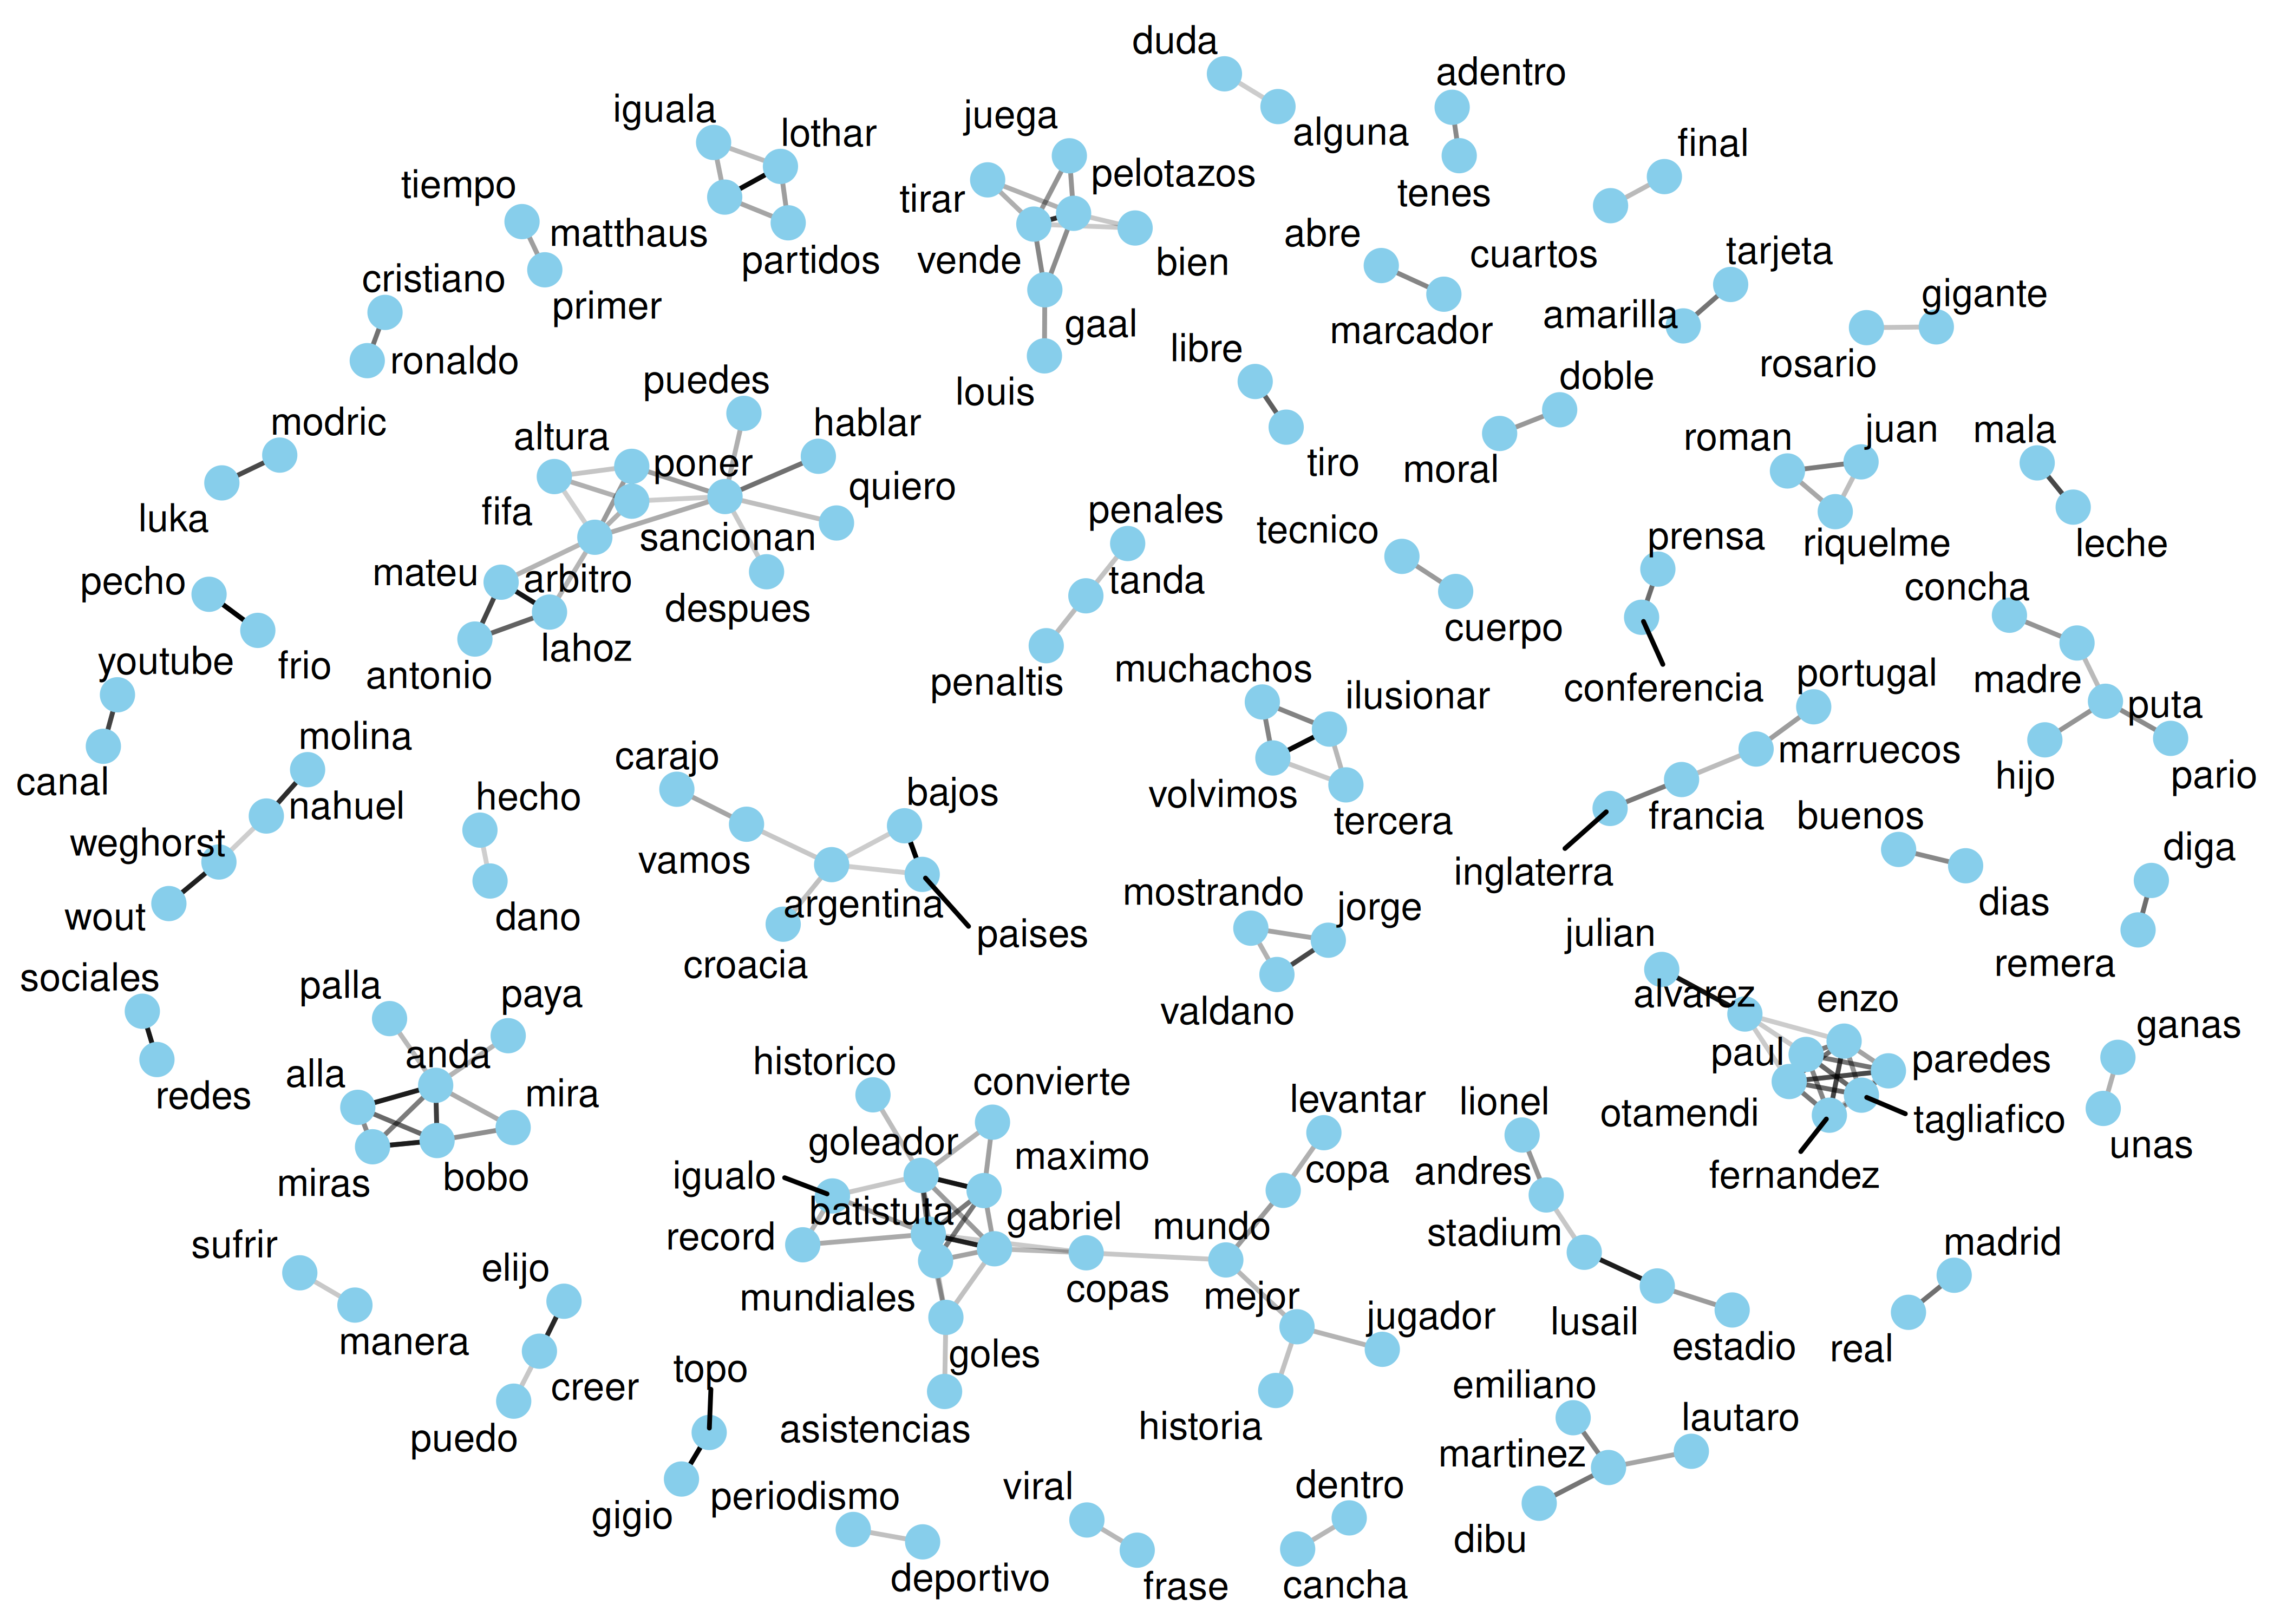 duda
adentro
iguala
juega
lothar
alguna
final
tiempo
pelotazos
tirar
tenes
matthaus
abre
partidos
vende
bien
cuartos
tarjeta
cristiano
primer
gaal
marcador
amarilla
gigante
ronaldo
libre
rosario
puedes
louis
doble
modric
hablar
altura
poner
roman
juan
mala
tiro
moral
quiero
luka
fifa
penales
tecnico
sancionan
prensa
riquelme
leche
pecho
mateu
arbitro
tanda
concha
despues
cuerpo
youtube
frio
antonio
lahoz
penaltis
muchachos
ilusionar
conferencia
portugal
madre
puta
molina
carajo
marruecos
canal
hecho
bajos
volvimos
hijo
pario
nahuel
tercera
francia
buenos
weghorst
vamos
inglaterra
diga
wout
dano
argentina
mostrando
jorge
dias
paises
julian
sociales
croacia
remera
palla
paya
valdano
alvarez
enzo
ganas
alla
anda
historico
convierte
paul
paredes
redes
mira
levantar
lionel
otamendi
tagliafico
miras
bobo
goleador
maximo
copa
andres
unas
igualo
fernandez
batistuta
gabriel
mundo
sufrir
record
stadium
madrid
elijo
mundiales
copas
mejor
manera
jugador
lusail
estadio
real
topo
goles
creer
emiliano
puedo
asistencias
historia
lautaro
martinez
gigio
periodismo
viral
dentro
dibu
deportivo
frase
cancha